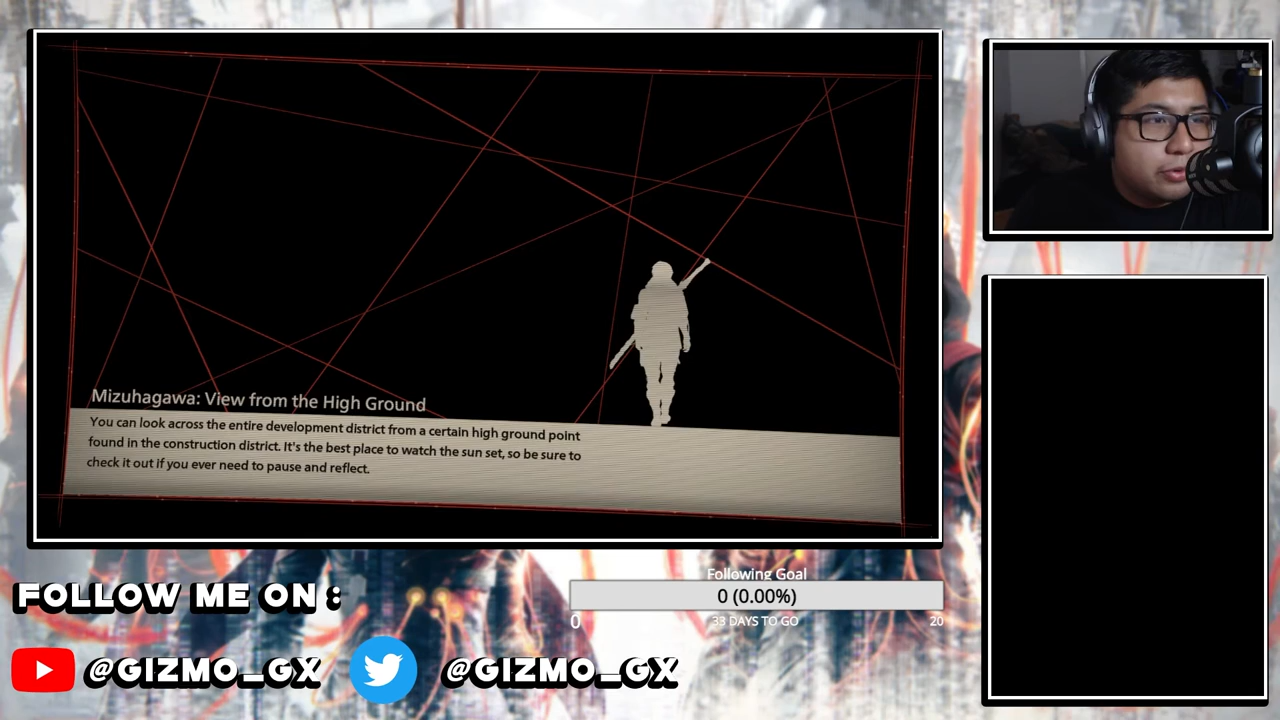 Mizuhagawa: View from the High Ground
You can look across the entire development district from a certain high ground point
found in the construction district. It's the best place to watch the sun set, so be sure to
check it out if you ever need to pause and reflect.
Following Goal
0 (0.00%)
0
33 DAYS TO GO
20
FOLLOW ME ON :
@GIZMO_GX
@GIZMO_GX